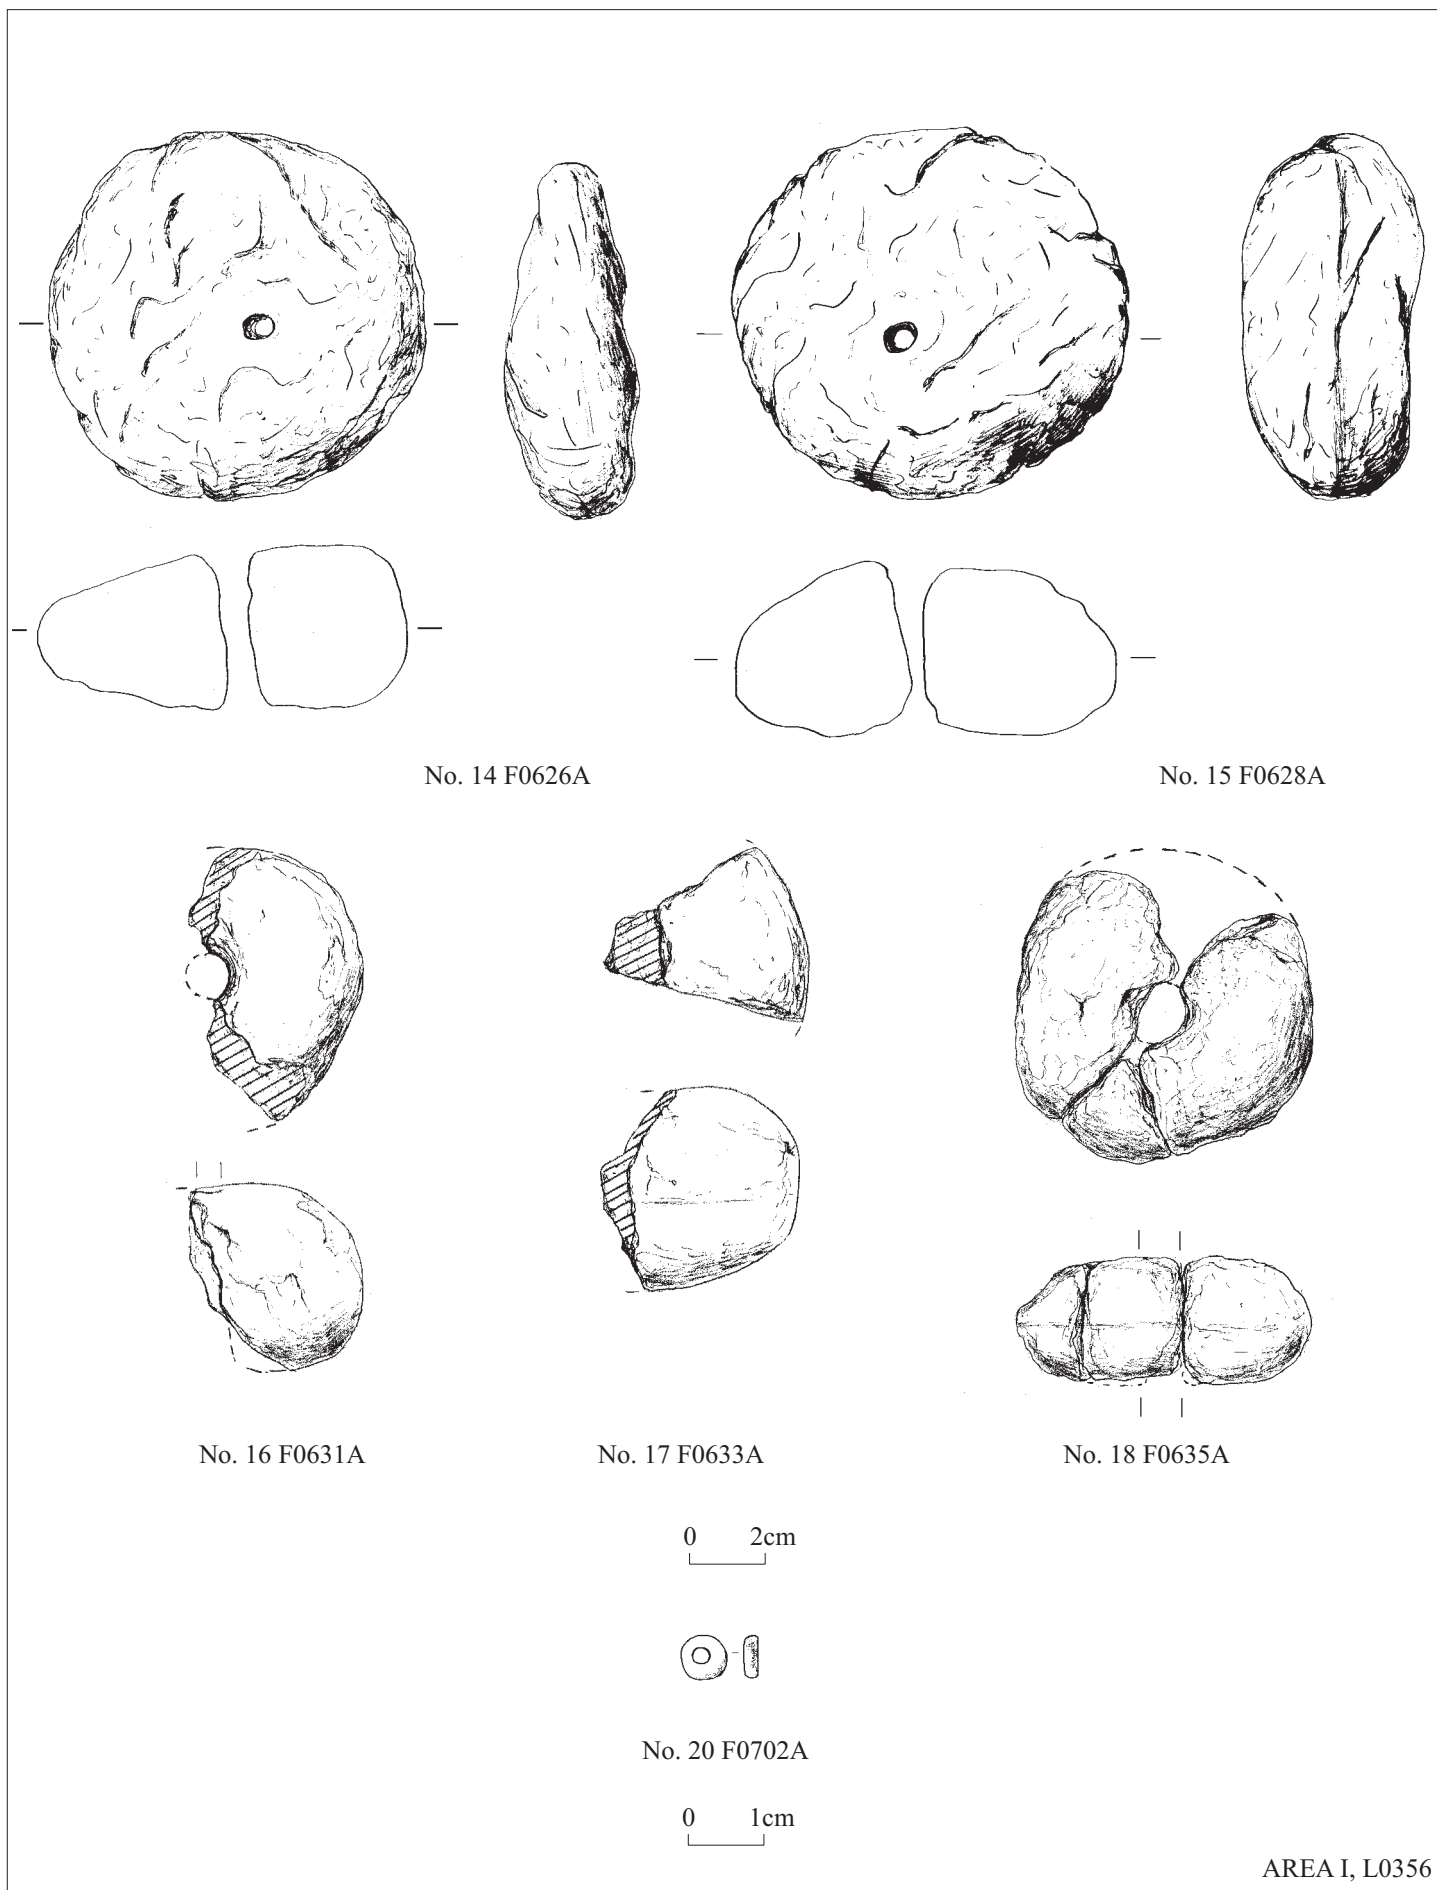 No. 14 F0626A
No. 15 F0628A
No. 16 F0631A
No. 17 F0633A
No. 18 F0635A
0 2cm
No. 20 F0702A
0 1cm
AREA I, L0356